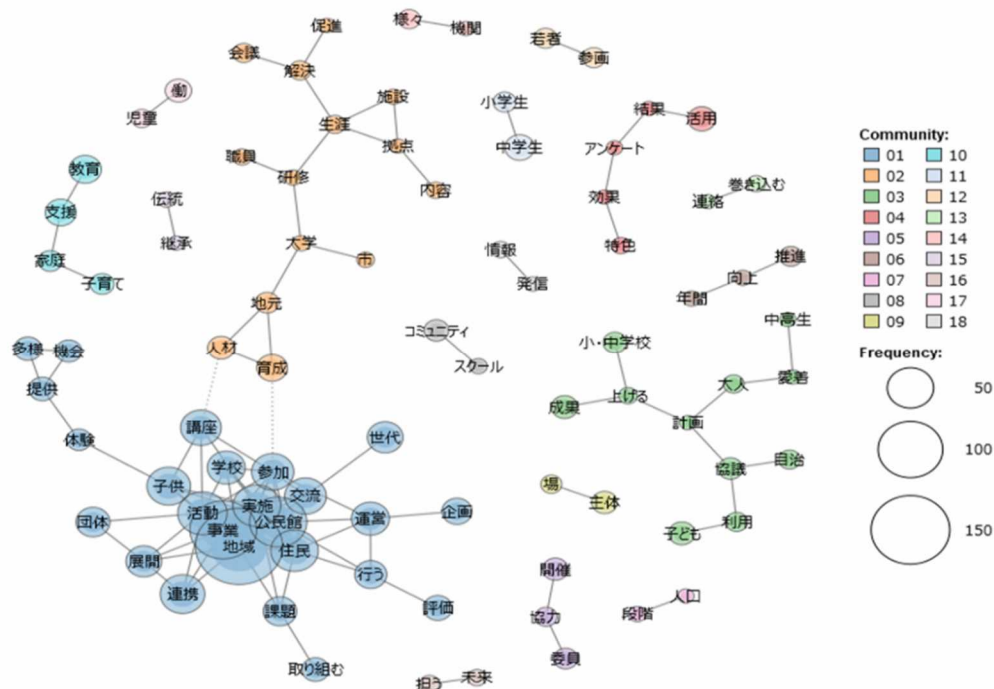 促進
様々
機関
会議
解決
若者
参画
働
児童
施設
生涯
拠点
小学生
中学生
結果
活用
アンケート
職員
研修
内容
教育
支援
家庭
子育て
伝統
継承
効果
特色
巻き込む
連絡
大学
市
情報
発信
推進
向上
年間
地元
人材
育成
コミュニティ
スクール
中高生
小・中学校
多様
機会
提供
体験
大人
愛着
成果
上げる
計画
講座
世代
学校
参加
子供
交流
協議
自治
場
主体
活動
実施
公民館
事業
地域
住民
運営
企画
団体
展開
利用
子ども
連携
行う
課題
評価
取り組む
開催
協力
委員
段階
人口
担う
未来
Community:
01 10
02 11
03 12
04 13
05 14
06 15
07 16
08 17
09 18
Frequency:
50
100
150